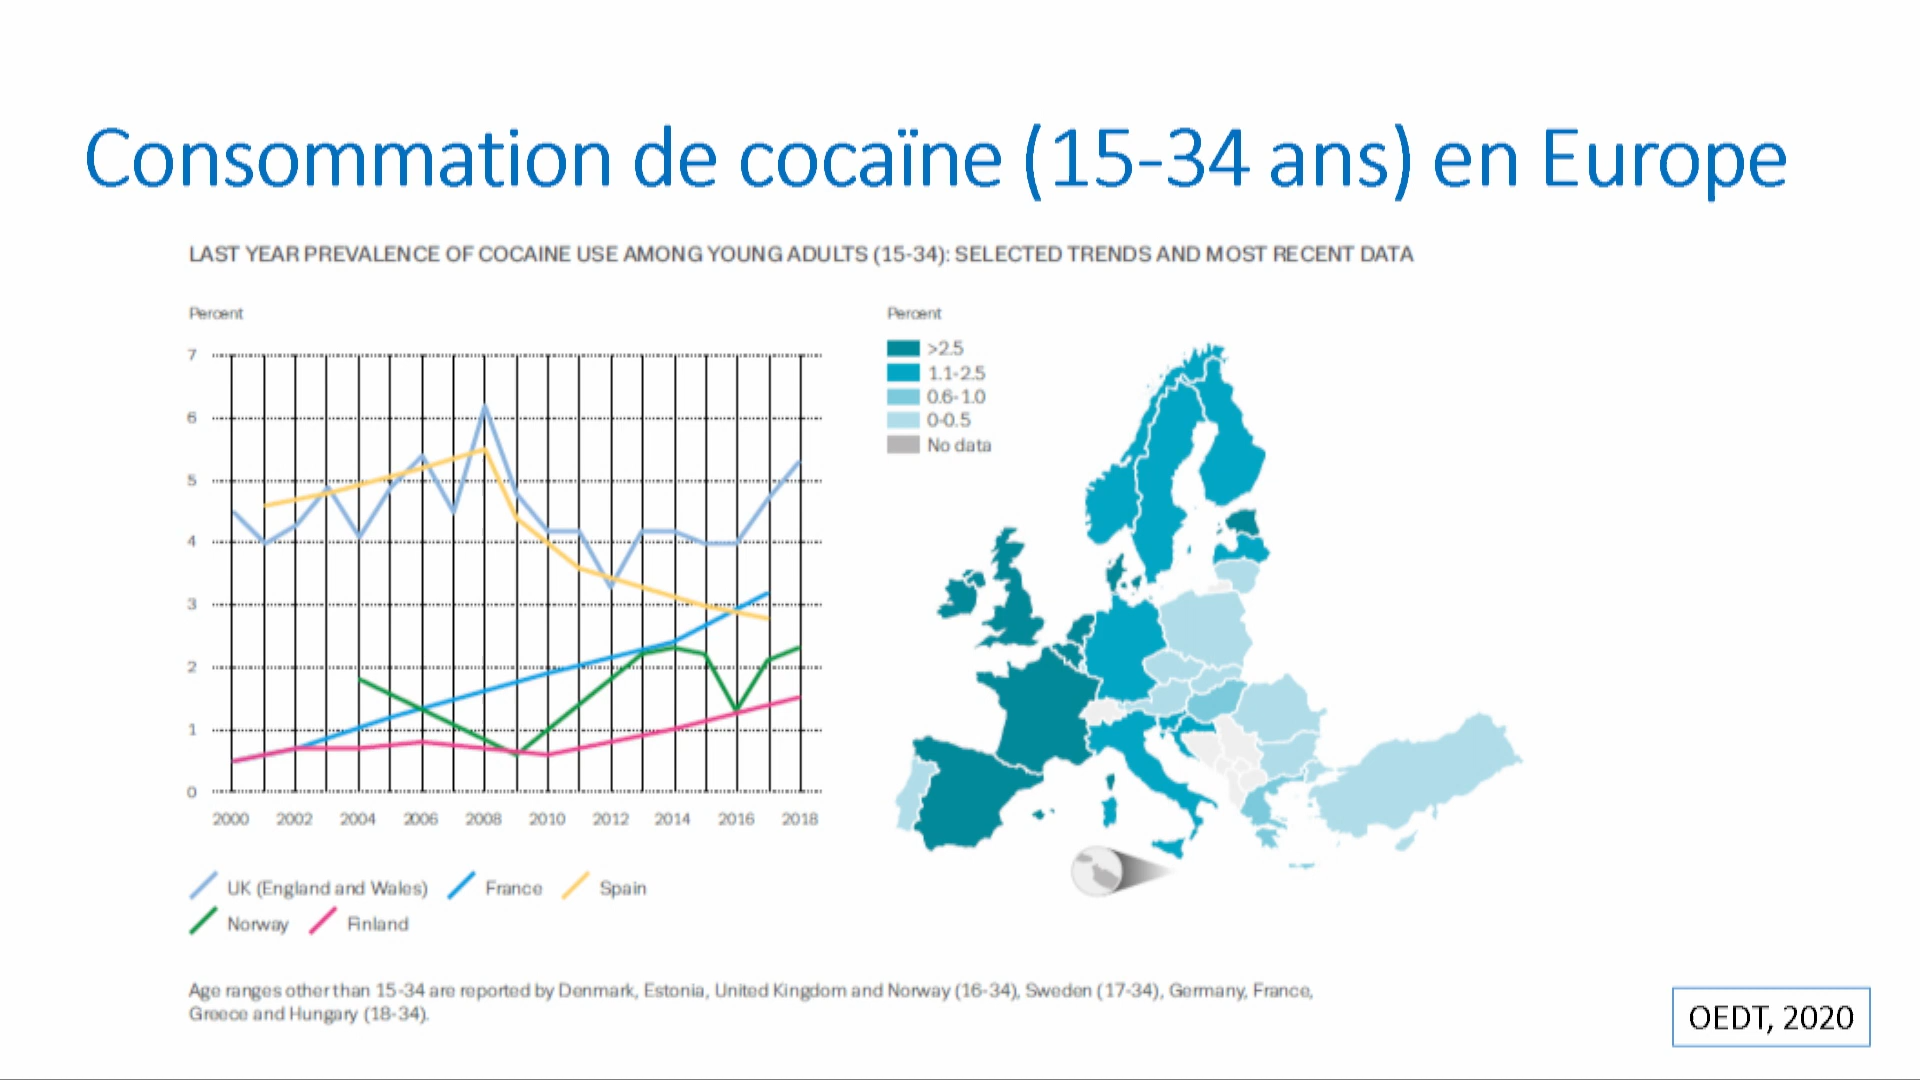 Consommation de cocaïne (15-34 ans) en Europe
LAST YEAR PREVALENCE OF COCAINE USE AMONG YOUNG ADULTS (15-34): SELECTED TRENDS AND MOST RECENT DATA
Percent
7
6
5
4
3
2
1
0
2000 2002 2004 2006 2008 2010 2012 2014 2016 2018
UK (England and Wales) France Spain
Norway Finland
Percent
>2.5
1.1-2.5
0.6-1.0
0-0.5
No data
Age ranges other than 15-34 are reported by Denmark, Estonia, United Kingdom and Norway (16-34), Sweden (17-34), Germany, France,
Greece and Hungary (18-34).
OEDT, 2020